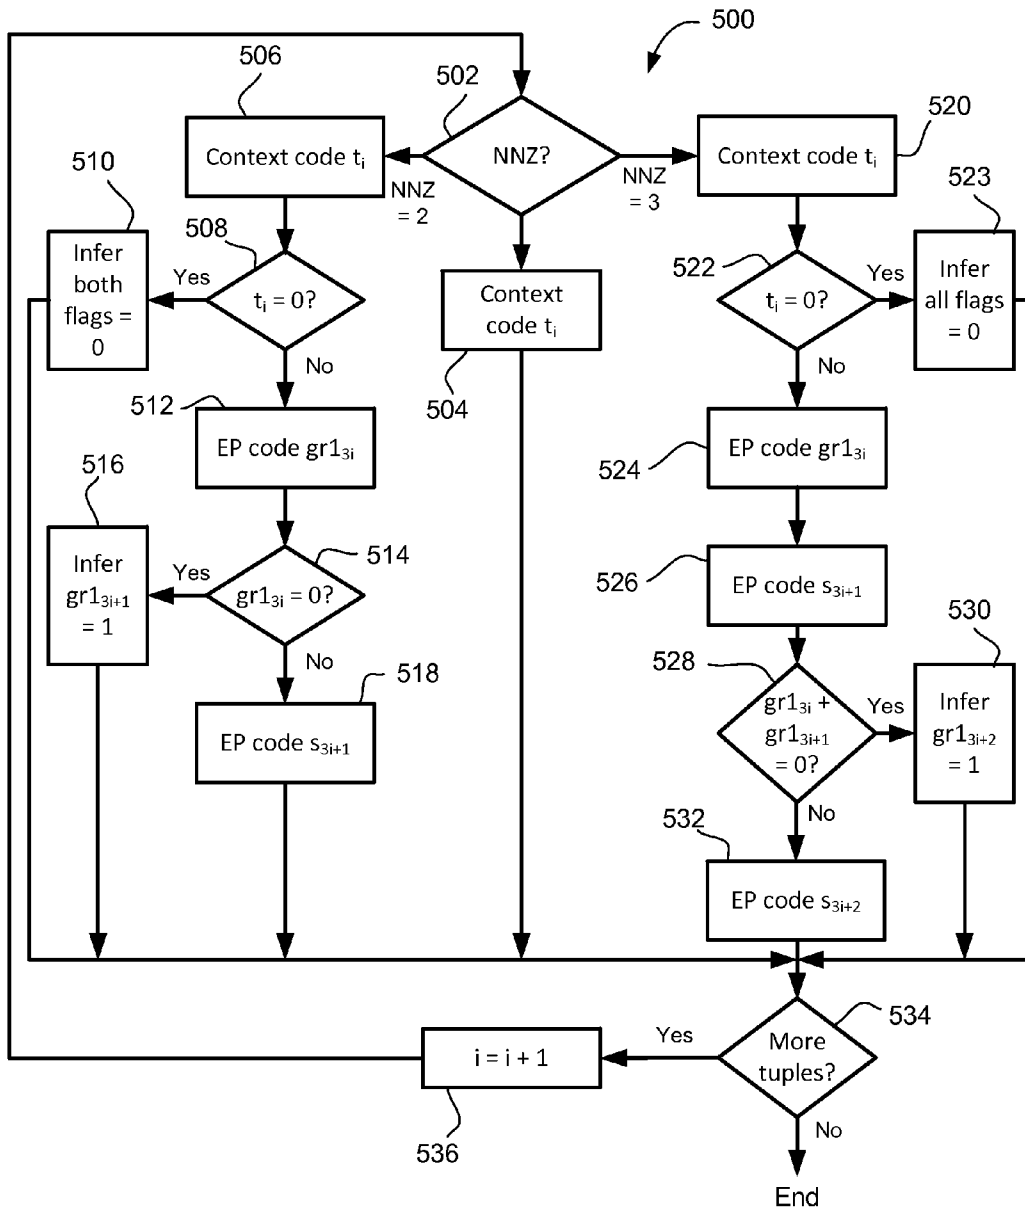 500
506
502
520
Context code tᵢ
NNZ?
Context code tᵢ
NNZ
= 2
NNZ
= 3
510
508
523
522
Infer
both
flags =
0
Yes
tᵢ = 0?
Context
code tᵢ
tᵢ = 0?
Yes
Infer
all flags
= 0
No
No
504
512
EP code gr1₃ᵢ
524
EP code gr1₃ᵢ
516
514
Infer
gr1₃ᵢ₊₁
= 1
Yes
gr1₃ᵢ = 0?
526
EP code s₃ᵢ₊₁
No
518
528
530
EP code s₃ᵢ₊₁
gr1₃ᵢ +
gr1₃ᵢ₊₁
= 0?
Yes
Infer
gr1₃ᵢ₊₂
= 1
No
532
EP code s₃ᵢ₊₂
534
More
tuples?
Yes
i = i + 1
536
No
End